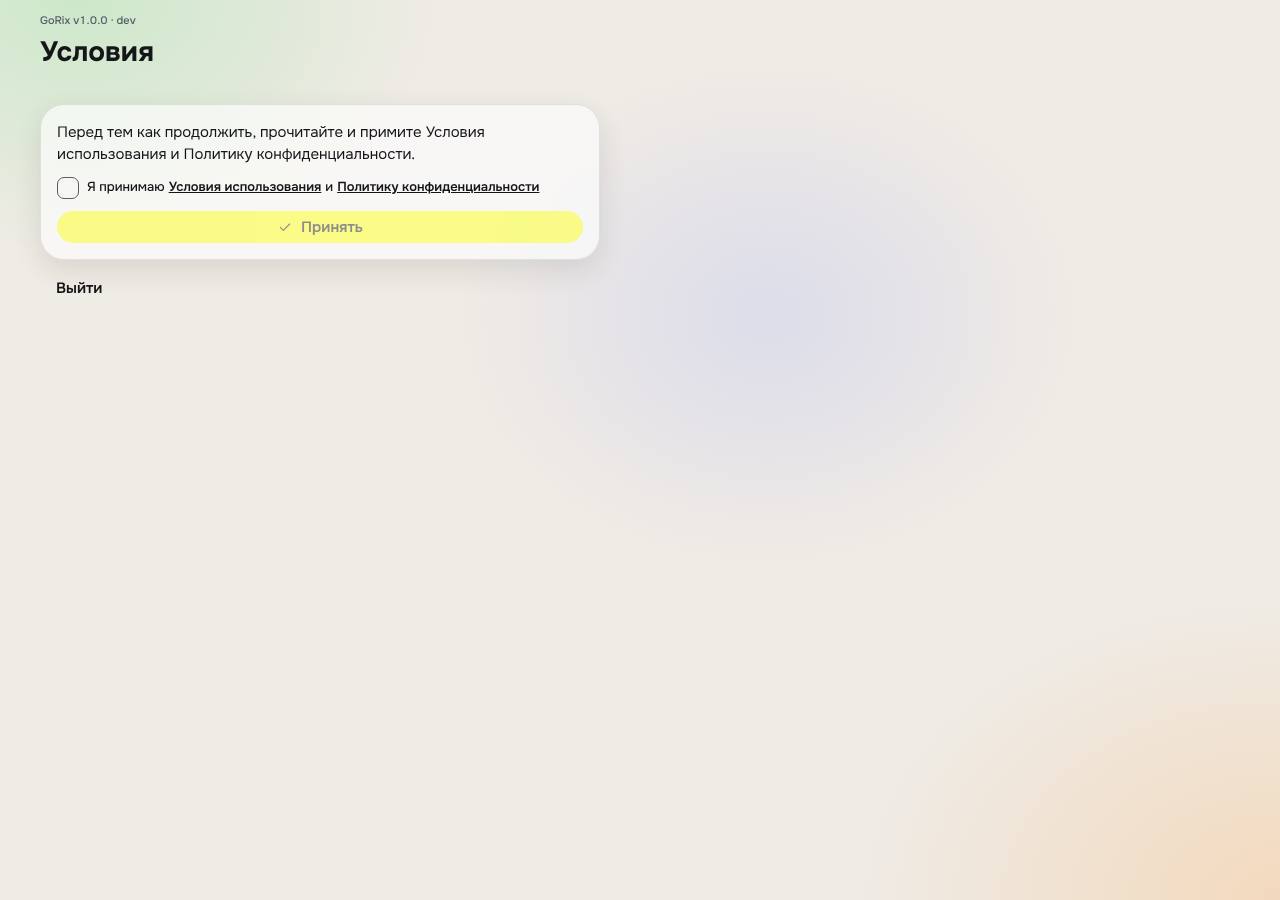 GoRix v1.0.0 · dev
Условия
Перед тем как продолжить, прочитайте и примите Условия
использования и Политику конфиденциальности.
Я принимаю Условия использования и Политику конфиденциальности
Принять
Выйти